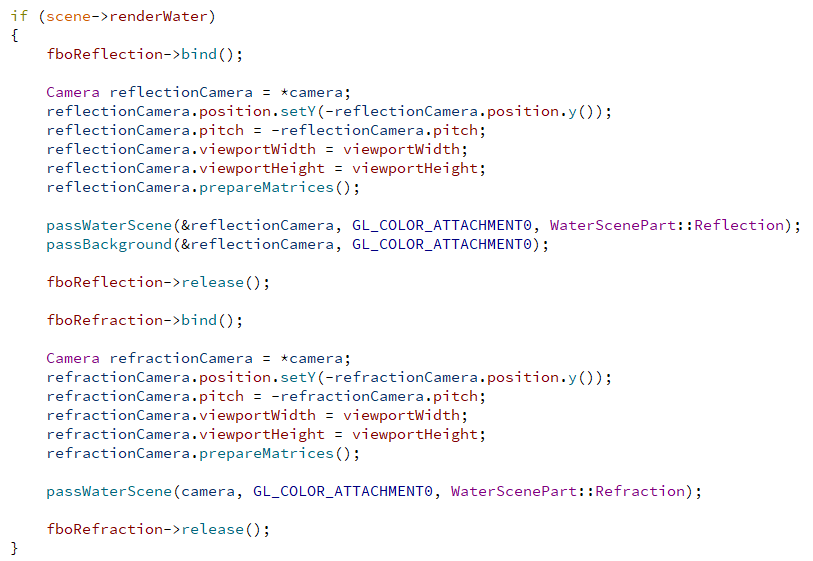 if (scene->renderWater)
{
    fboReflection->bind();

    Camera reflectionCamera = *camera;
    reflectionCamera.position.setY(-reflectionCamera.position.y());
    reflectionCamera.pitch = -reflectionCamera.pitch;
    reflectionCamera.viewportWidth = viewportWidth;
    reflectionCamera.viewportHeight = viewportHeight;
    reflectionCamera.prepareMatrices();

    passWaterScene(&reflectionCamera, GL_COLOR_ATTACHMENT0, WaterScenePart::Reflection);
    passBackground(&reflectionCamera, GL_COLOR_ATTACHMENT0);

    fboReflection->release();

    fboRefraction->bind();

    Camera refractionCamera = *camera;
    refractionCamera.position.setY(-refractionCamera.position.y());
    refractionCamera.pitch = -refractionCamera.pitch;
    refractionCamera.viewportWidth = viewportWidth;
    refractionCamera.viewportHeight = viewportHeight;
    refractionCamera.prepareMatrices();

    passWaterScene(camera, GL_COLOR_ATTACHMENT0, WaterScenePart::Refraction);

    fboRefraction->release();
}